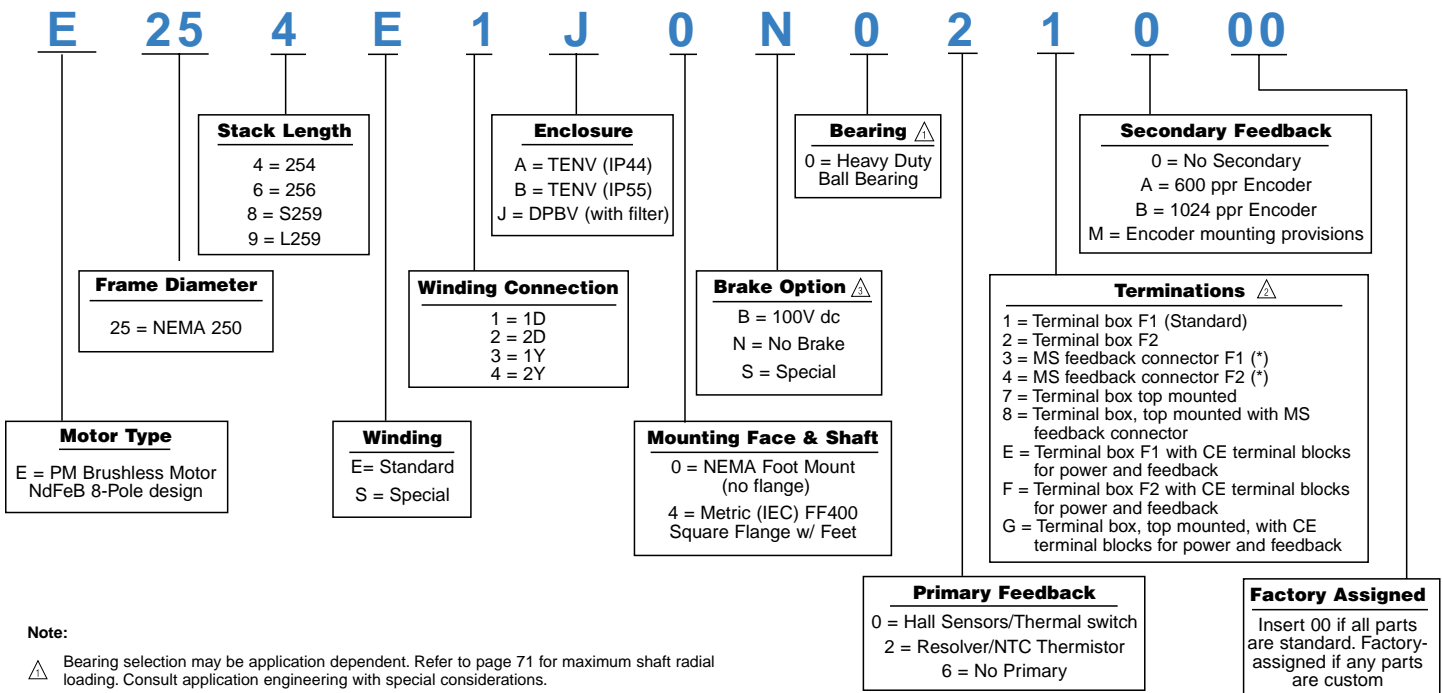 E 25 4 E 1 J 0 N 0 2 1 0 00
Stack Length
4 = 254
6 = 256
8 = S259
9 = L259
Enclosure
A = TENV (IP44)
B = TENV (IP55)
J = DPBV (with filter)
Bearing 1
0 = Heavy Duty
Ball Bearing
Secondary Feedback
0 = No Secondary
A = 600 ppr Encoder
B = 1024 ppr Encoder
M = Encoder mounting provisions
Frame Diameter
25 = NEMA 250
Winding Connection
1 = 1D
2 = 2D
3 = 1Y
4 = 2Y
Brake Option 3
B = 100V dc
N = No Brake
S = Special
Terminations 2
1 = Terminal box F1 (Standard)
2 = Terminal box F2
3 = MS feedback connector F1 (*)
4 = MS feedback connector F2 (*)
7 = Terminal box top mounted
8 = Terminal box, top mounted with MS
feedback connector
E = Terminal box F1 with CE terminal blocks
for power and feedback
F = Terminal box F2 with CE terminal blocks
for power and feedback
G = Terminal box, top mounted, with CE
terminal blocks for power and feedback
Motor Type
E = PM Brushless Motor
NdFeB 8-Pole design
Winding
E= Standard
S = Special
Mounting Face & Shaft
0 = NEMA Foot Mount
(no flange)
4 = Metric (IEC) FF400
Square Flange w/ Feet
Primary Feedback
0 = Hall Sensors/Thermal switch
2 = Resolver/NTC Thermistor
6 = No Primary
Factory Assigned
Insert 00 if all parts
are standard. Factory-
assigned if any parts
are custom
Note:
1 Bearing selection may be application dependent. Refer to page 71 for maximum shaft radial
loading. Consult application engineering with special considerations.